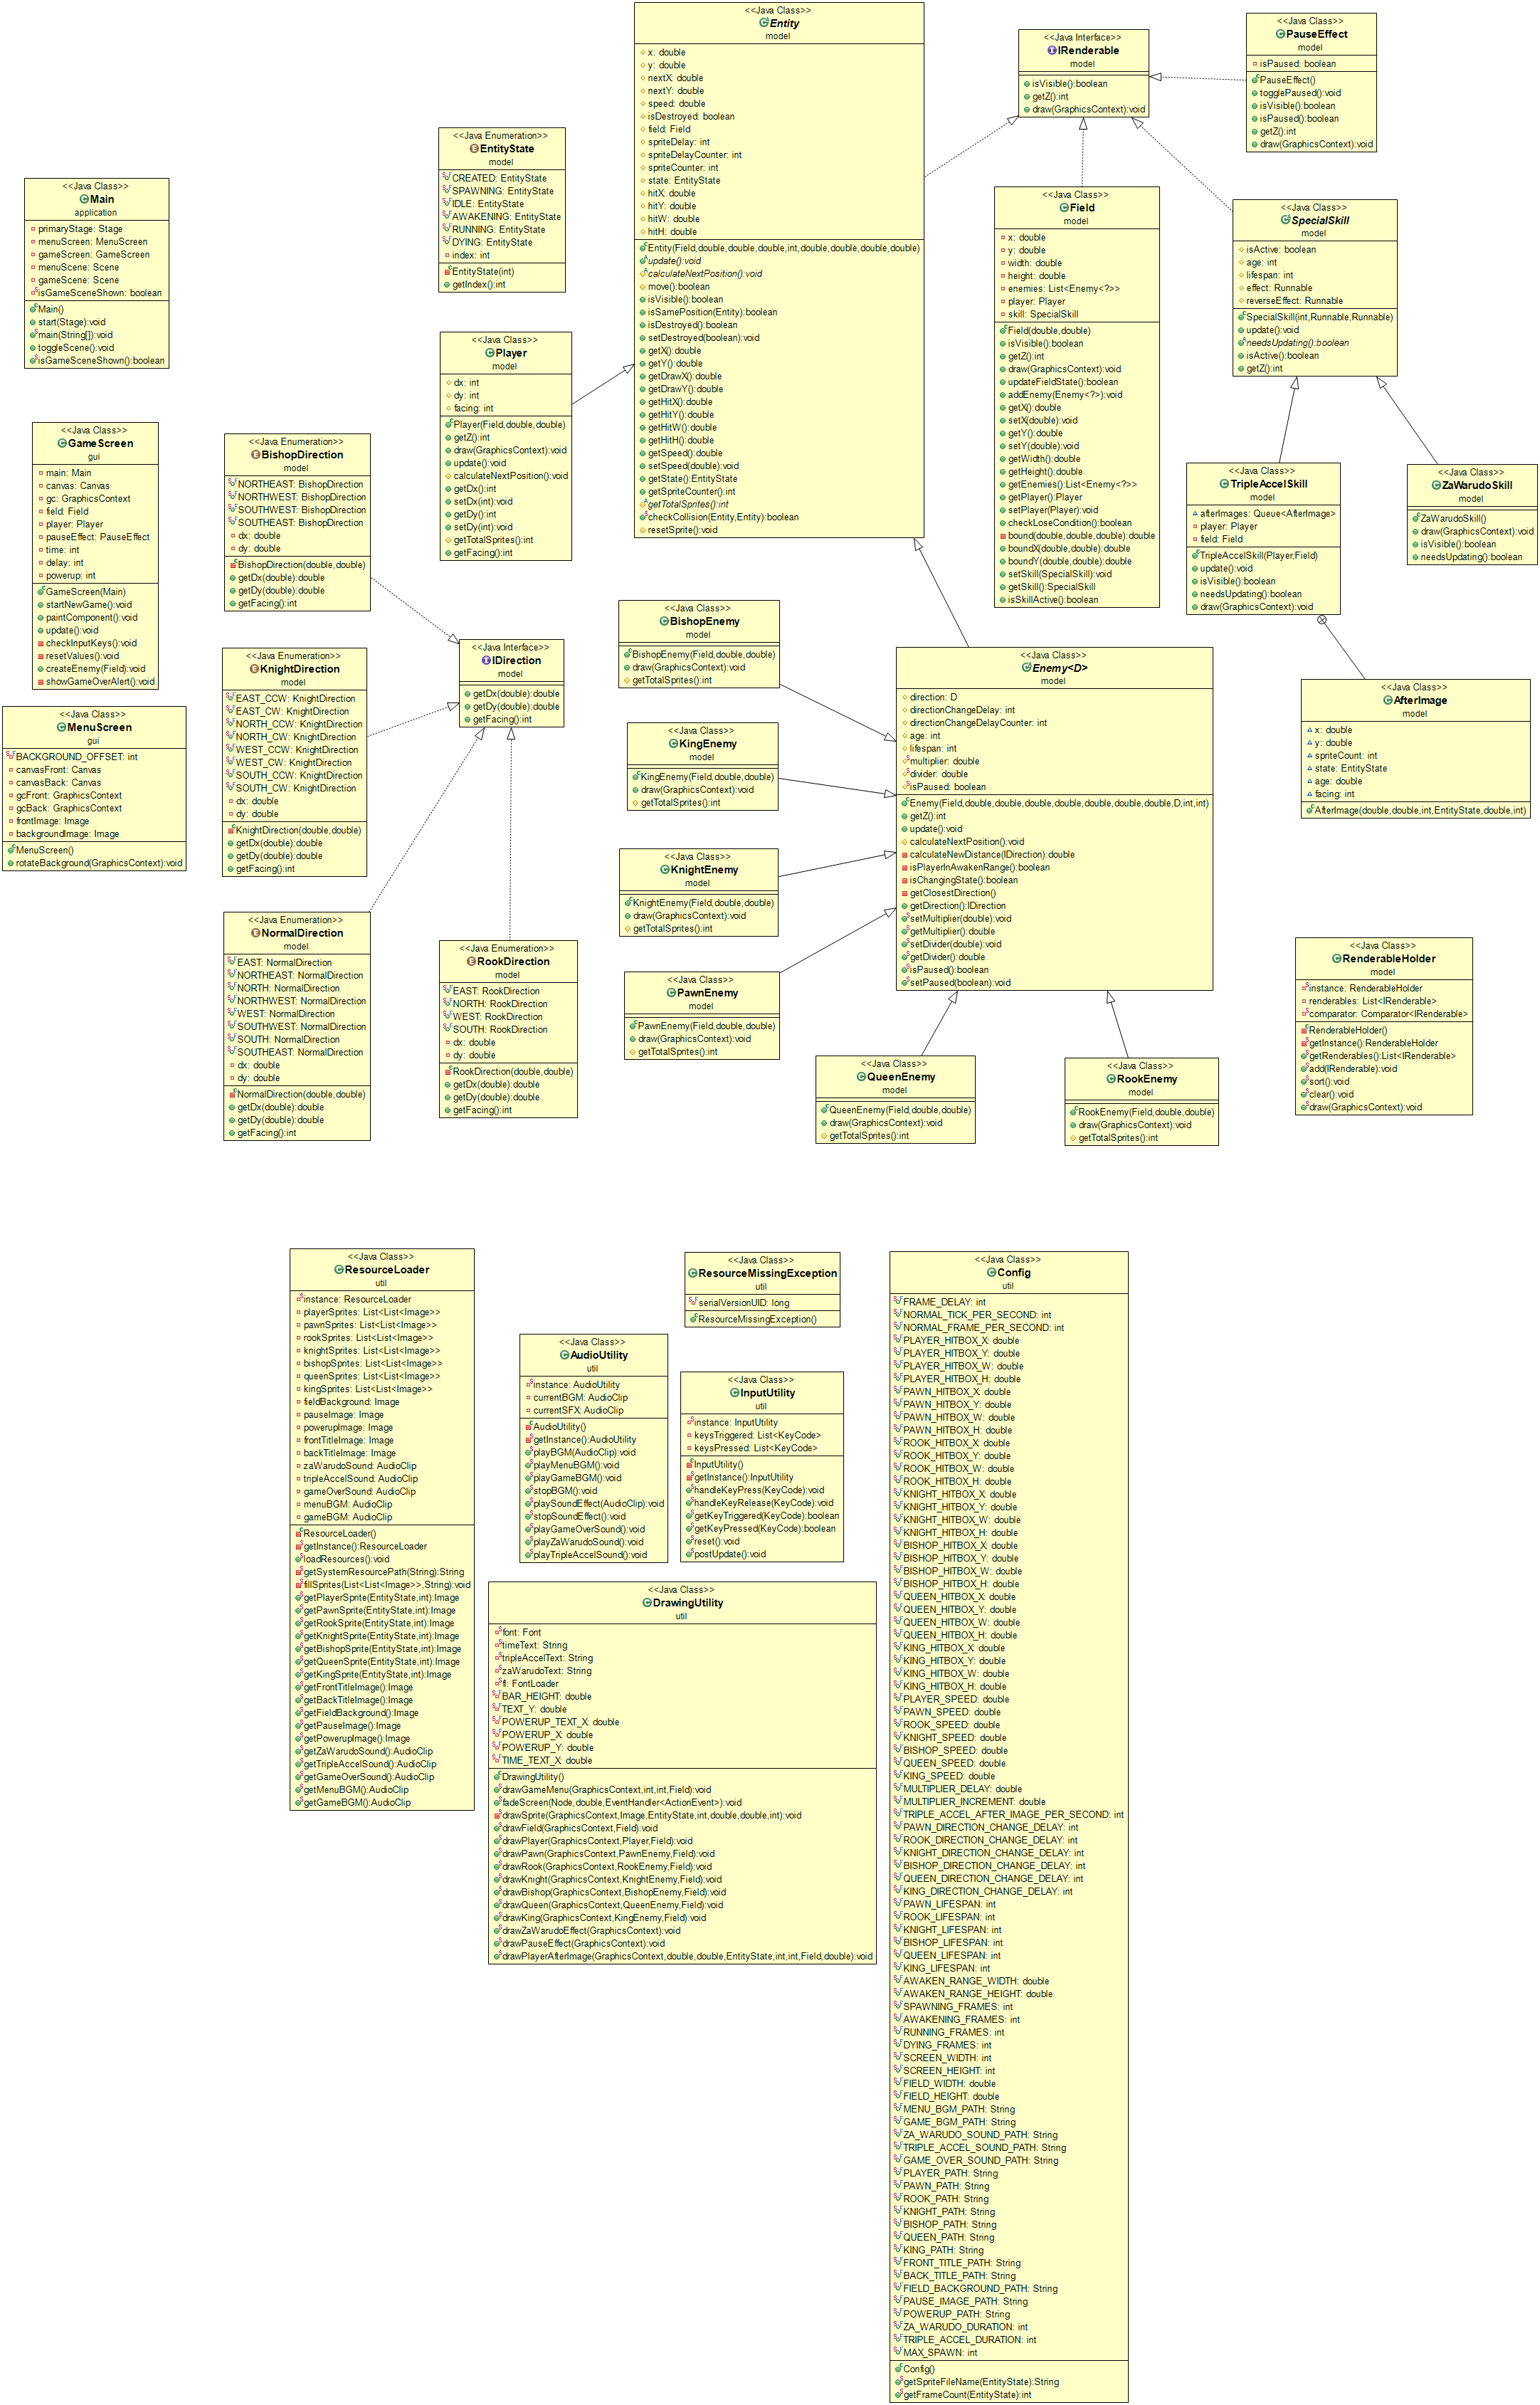 <<Java Class>>
Entity
model
x: double
y: double
nextX: double
nextY: double
speed: double
isDestroyed: boolean
field: Field
spriteDelay: int
spriteDelayCounter: int
spriteCounter: int
state: EntityState
hitX: double
hitY: double
hitW: double
hitH: double
Entity(Field,double,double,double,int,double,double,double,double)
update():void
calculateNextPosition():void
move():boolean
isVisible():boolean
isSamePosition(Entity):boolean
isDestroyed():boolean
setDestroyed(boolean):void
getX():double
getY():double
getDrawX():double
getDrawY():double
getHitX():double
getHitY():double
getHitW():double
getHitH():double
getSpeed():double
setSpeed(double):void
getState():EntityState
getSpriteCounter():int
getTotalSprites():int
checkCollision(Entity,Entity):boolean
resetSprite():void
<<Java Interface>>
IRenderable
model
isVisible():boolean
getZ():int
draw(GraphicsContext):void
<<Java Class>>
PauseEffect
model
isPaused: boolean
PauseEffect()
togglePaused():void
isVisible():boolean
isPaused():boolean
getZ():int
draw(GraphicsContext):void
<<Java Enumeration>>
EntityState
model
CREATED: EntityState
SPAWNING: EntityState
IDLE: EntityState
AWAKENING: EntityState
RUNNING: EntityState
DYING: EntityState
index: int
EntityState(int)
getIndex():int
<<Java Class>>
Main
application
primaryStage: Stage
menuScreen: MenuScreen
gameScreen: GameScreen
menuScene: Scene
gameScene: Scene
isGameSceneShown: boolean
Main()
start(Stage):void
main(String[]):void
toggleScene():void
isGameSceneShown():boolean
<<Java Class>>
Field
model
x: double
y: double
width: double
height: double
enemies: List<Enemy<?>>
player: Player
skill: SpecialSkill
Field(double,double)
isVisible():boolean
getZ():int
draw(GraphicsContext):void
updateFieldState():boolean
addEnemy(Enemy<?>):void
getX():double
setX(double):void
getY():double
setY(double):void
getWidth():double
getHeight():double
getEnemies():List<Enemy<?>>
getPlayer():Player
setPlayer(Player):void
checkLoseCondition():boolean
bound(double,double,double):double
boundX(double,double):double
boundY(double,double):double
setSkill(SpecialSkill):void
getSkill():SpecialSkill
isSkillActive():boolean
<<Java Class>>
SpecialSkill
model
isActive: boolean
age: int
lifespan: int
effect: Runnable
reverseEffect: Runnable
SpecialSkill(int,Runnable,Runnable)
update():void
needsUpdating():boolean
isActive():boolean
getZ():int
<<Java Class>>
Player
model
dx: int
dy: int
facing: int
Player(Field,double,double)
getZ():int
draw(GraphicsContext):void
update():void
calculateNextPosition():void
getDx():int
setDx(int):void
getDy():int
setDy(int):void
getTotalSprites():int
getFacing():int
<<Java Class>>
GameScreen
gui
main: Main
canvas: Canvas
gc: GraphicsContext
field: Field
player: Player
pauseEffect: PauseEffect
time: int
delay: int
powerup: int
GameScreen(Main)
startNewGame():void
paintComponent():void
update():void
checkInputKeys():void
resetValues():void
createEnemy(Field):void
showGameOverAlert():void
<<Java Enumeration>>
BishopDirection
model
NORTHEAST: BishopDirection
NORTHWEST: BishopDirection
SOUTHWEST: BishopDirection
SOUTHEAST: BishopDirection
dx: double
dy: double
BishopDirection(double,double)
getDx(double):double
getDy(double):double
getFacing():int
<<Java Class>>
TripleAccelSkill
model
afterImages: Queue<AfterImage>
player: Player
field: Field
TripleAccelSkill(Player,Field)
update():void
isVisible():boolean
needsUpdating():boolean
draw(GraphicsContext):void
<<Java Class>>
ZaWarudoSkill
model
ZaWarudoSkill()
draw(GraphicsContext):void
isVisible():boolean
needsUpdating():boolean
<<Java Enumeration>>
KnightDirection
model
EAST_CCW: KnightDirection
EAST_CW: KnightDirection
NORTH_CCW: KnightDirection
NORTH_CW: KnightDirection
WEST_CCW: KnightDirection
WEST_CW: KnightDirection
SOUTH_CCW: KnightDirection
SOUTH_CW: KnightDirection
dx: double
dy: double
KnightDirection(double,double)
getDx(double):double
getDy(double):double
getFacing():int
<<Java Interface>>
IDirection
model
getDx(double):double
getDy(double):double
getFacing():int
<<Java Class>>
BishopEnemy
model
BishopEnemy(Field,double,double)
draw(GraphicsContext):void
getTotalSprites():int
<<Java Class>>
Enemy<D>
model
direction: D
directionChangeDelay: int
directionChangeDelayCounter: int
age: int
lifespan: int
multiplier: double
divider: double
isPaused: boolean
Enemy(Field,double,double,double,double,double,double,double,D,int,int)
getZ():int
update():void
calculateNextPosition():void
calculateNewDistance(IDirection):double
isPlayerInAwakenRange():boolean
isChangingState():boolean
getClosestDirection()
getDirection():IDirection
setMultiplier(double):void
getMultiplier():double
setDivider(double):void
getDivider():double
isPaused():boolean
setPaused(boolean):void
<<Java Class>>
AfterImage
model
x: double
y: double
spriteCount: int
state: EntityState
age: double
facing: int
AfterImage(double,double,int,EntityState,double,int)
<<Java Class>>
MenuScreen
gui
BACKGROUND_OFFSET: int
canvasFront: Canvas
canvasBack: Canvas
gcFront: GraphicsContext
gcBack: GraphicsContext
frontImage: Image
backgroundImage: Image
MenuScreen()
rotateBackground(GraphicsContext):void
<<Java Class>>
KingEnemy
model
KingEnemy(Field,double,double)
draw(GraphicsContext):void
getTotalSprites():int
<<Java Class>>
KnightEnemy
model
KnightEnemy(Field,double,double)
draw(GraphicsContext):void
getTotalSprites():int
<<Java Enumeration>>
NormalDirection
model
EAST: NormalDirection
NORTHEAST: NormalDirection
NORTH: NormalDirection
NORTHWEST: NormalDirection
WEST: NormalDirection
SOUTHWEST: NormalDirection
SOUTH: NormalDirection
SOUTHEAST: NormalDirection
dx: double
dy: double
NormalDirection(double,double)
getDx(double):double
getDy(double):double
getFacing():int
<<Java Enumeration>>
RookDirection
model
EAST: RookDirection
NORTH: RookDirection
WEST: RookDirection
SOUTH: RookDirection
dx: double
dy: double
RookDirection(double,double)
getDx(double):double
getDy(double):double
getFacing():int
<<Java Class>>
PawnEnemy
model
PawnEnemy(Field,double,double)
draw(GraphicsContext):void
getTotalSprites():int
<<Java Class>>
QueenEnemy
model
QueenEnemy(Field,double,double)
draw(GraphicsContext):void
getTotalSprites():int
<<Java Class>>
RookEnemy
model
RookEnemy(Field,double,double)
draw(GraphicsContext):void
getTotalSprites():int
<<Java Class>>
RenderableHolder
model
instance: RenderableHolder
renderables: List<IRenderable>
comparator: Comparator<IRenderable>
RenderableHolder()
getInstance():RenderableHolder
getRenderables():List<IRenderable>
add(IRenderable):void
sort():void
clear():void
draw(GraphicsContext):void
<<Java Class>>
ResourceLoader
util
instance: ResourceLoader
playerSprites: List<List<Image>>
pawnSprites: List<List<Image>>
rookSprites: List<List<Image>>
knightSprites: List<List<Image>>
bishopSprites: List<List<Image>>
queenSprites: List<List<Image>>
kingSprites: List<List<Image>>
fieldBackground: Image
pauseImage: Image
powerupImage: Image
frontTitleImage: Image
backTitleImage: Image
zaWarudoSound: AudioClip
tripleAccelSound: AudioClip
gameOverSound: AudioClip
menuBGM: AudioClip
gameBGM: AudioClip
ResourceLoader()
getInstance():ResourceLoader
loadResources():void
getSystemResourcePath(String):String
fillSprites(List<List<Image>>,String):void
getPlayerSprite(EntityState,int):Image
getPawnSprite(EntityState,int):Image
getRookSprite(EntityState,int):Image
getKnightSprite(EntityState,int):Image
getBishopSprite(EntityState,int):Image
getQueenSprite(EntityState,int):Image
getKingSprite(EntityState,int):Image
getFrontTitleImage():Image
getBackTitleImage():Image
getFieldBackground():Image
getPauseImage():Image
getPowerupImage():Image
getZaWarudoSound():AudioClip
getTripleAccelSound():AudioClip
getGameOverSound():AudioClip
getMenuBGM():AudioClip
getGameBGM():AudioClip
<<Java Class>>
ResourceMissingException
util
serialVersionUID: long
ResourceMissingException()
<<Java Class>>
AudioUtility
util
instance: AudioUtility
currentBGM: AudioClip
currentSFX: AudioClip
AudioUtility()
getInstance():AudioUtility
playBGM(AudioClip):void
playMenuBGM():void
playGameBGM():void
stopBGM():void
playSoundEffect(AudioClip):void
stopSoundEffect():void
playGameOverSound():void
playZaWarudoSound():void
playTripleAccelSound():void
<<Java Class>>
InputUtility
util
instance: InputUtility
keysTriggered: List<KeyCode>
keysPressed: List<KeyCode>
InputUtility()
getInstance():InputUtility
handleKeyPress(KeyCode):void
handleKeyRelease(KeyCode):void
getKeyTriggered(KeyCode):boolean
getKeyPressed(KeyCode):boolean
reset():void
postUpdate():void
<<Java Class>>
DrawingUtility
util
font: Font
timeText: String
tripleAccelText: String
zaWarudoText: String
fl: FontLoader
BAR_HEIGHT: double
TEXT_Y: double
POWERUP_TEXT_X: double
POWERUP_X: double
POWERUP_Y: double
TIME_TEXT_X: double
DrawingUtility()
drawGameMenu(GraphicsContext,int,int,Field):void
fadeScreen(Node,double,EventHandler<ActionEvent>):void
drawSprite(GraphicsContext,Image,EntityState,int,double,double,int):void
drawField(GraphicsContext,Field):void
drawPlayer(GraphicsContext,Player,Field):void
drawPawn(GraphicsContext,PawnEnemy,Field):void
drawRook(GraphicsContext,RookEnemy,Field):void
drawKnight(GraphicsContext,KnightEnemy,Field):void
drawBishop(GraphicsContext,BishopEnemy,Field):void
drawQueen(GraphicsContext,QueenEnemy,Field):void
drawKing(GraphicsContext,KingEnemy,Field):void
drawZaWarudoEffect(GraphicsContext):void
drawPauseEffect(GraphicsContext):void
drawPlayerAfterImage(GraphicsContext,double,double,EntityState,int,int,Field,double):void
<<Java Class>>
Config
util
FRAME_DELAY: int
NORMAL_TICK_PER_SECOND: int
NORMAL_FRAME_PER_SECOND: int
PLAYER_HITBOX_X: double
PLAYER_HITBOX_Y: double
PLAYER_HITBOX_W: double
PLAYER_HITBOX_H: double
PAWN_HITBOX_X: double
PAWN_HITBOX_Y: double
PAWN_HITBOX_W: double
PAWN_HITBOX_H: double
ROOK_HITBOX_X: double
ROOK_HITBOX_Y: double
ROOK_HITBOX_W: double
ROOK_HITBOX_H: double
KNIGHT_HITBOX_X: double
KNIGHT_HITBOX_Y: double
KNIGHT_HITBOX_W: double
KNIGHT_HITBOX_H: double
BISHOP_HITBOX_X: double
BISHOP_HITBOX_Y: double
BISHOP_HITBOX_W: double
BISHOP_HITBOX_H: double
QUEEN_HITBOX_X: double
QUEEN_HITBOX_Y: double
QUEEN_HITBOX_W: double
QUEEN_HITBOX_H: double
KING_HITBOX_X: double
KING_HITBOX_Y: double
KING_HITBOX_W: double
KING_HITBOX_H: double
PLAYER_SPEED: double
PAWN_SPEED: double
ROOK_SPEED: double
KNIGHT_SPEED: double
BISHOP_SPEED: double
QUEEN_SPEED: double
KING_SPEED: double
MULTIPLIER_DELAY: double
MULTIPLIER_INCREMENT: double
TRIPLE_ACCEL_AFTER_IMAGE_PER_SECOND: int
PAWN_DIRECTION_CHANGE_DELAY: int
ROOK_DIRECTION_CHANGE_DELAY: int
KNIGHT_DIRECTION_CHANGE_DELAY: int
BISHOP_DIRECTION_CHANGE_DELAY: int
QUEEN_DIRECTION_CHANGE_DELAY: int
KING_DIRECTION_CHANGE_DELAY: int
PAWN_LIFESPAN: int
ROOK_LIFESPAN: int
KNIGHT_LIFESPAN: int
BISHOP_LIFESPAN: int
QUEEN_LIFESPAN: int
KING_LIFESPAN: int
AWAKEN_RANGE_WIDTH: double
AWAKEN_RANGE_HEIGHT: double
SPAWNING_FRAMES: int
AWAKENING_FRAMES: int
RUNNING_FRAMES: int
DYING_FRAMES: int
SCREEN_WIDTH: int
SCREEN_HEIGHT: int
FIELD_WIDTH: double
FIELD_HEIGHT: double
MENU_BGM_PATH: String
GAME_BGM_PATH: String
ZA_WARUDO_SOUND_PATH: String
TRIPLE_ACCEL_SOUND_PATH: String
GAME_OVER_SOUND_PATH: String
PLAYER_PATH: String
PAWN_PATH: String
ROOK_PATH: String
KNIGHT_PATH: String
BISHOP_PATH: String
QUEEN_PATH: String
KING_PATH: String
FRONT_TITLE_PATH: String
BACK_TITLE_PATH: String
FIELD_BACKGROUND_PATH: String
PAUSE_IMAGE_PATH: String
POWERUP_PATH: String
ZA_WARUDO_DURATION: int
TRIPLE_ACCEL_DURATION: int
MAX_SPAWN: int
Config()
getSpriteFileName(EntityState):String
getFrameCount(EntityState):int